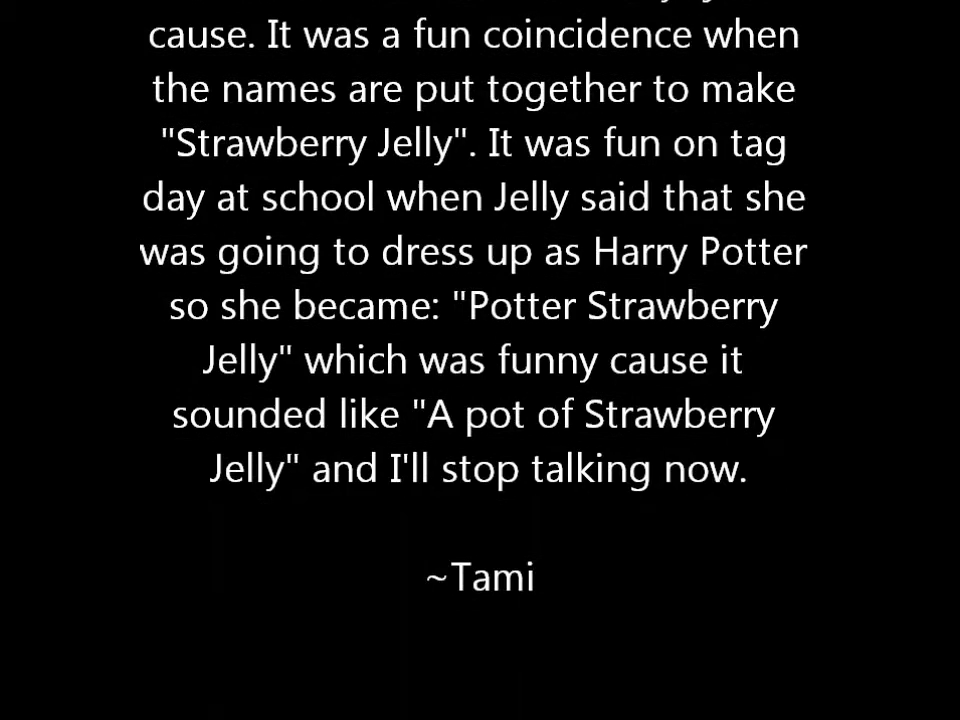 cause. It was a fun coincidence when
the names are put together to make
"Strawberry Jelly". It was fun on tag
day at school when Jelly said that she
was going to dress up as Harry Potter
so she became: "Potter Strawberry
Jelly" which was funny cause it
sounded like "A pot of Strawberry
Jelly" and I'll stop talking now.
~Tami